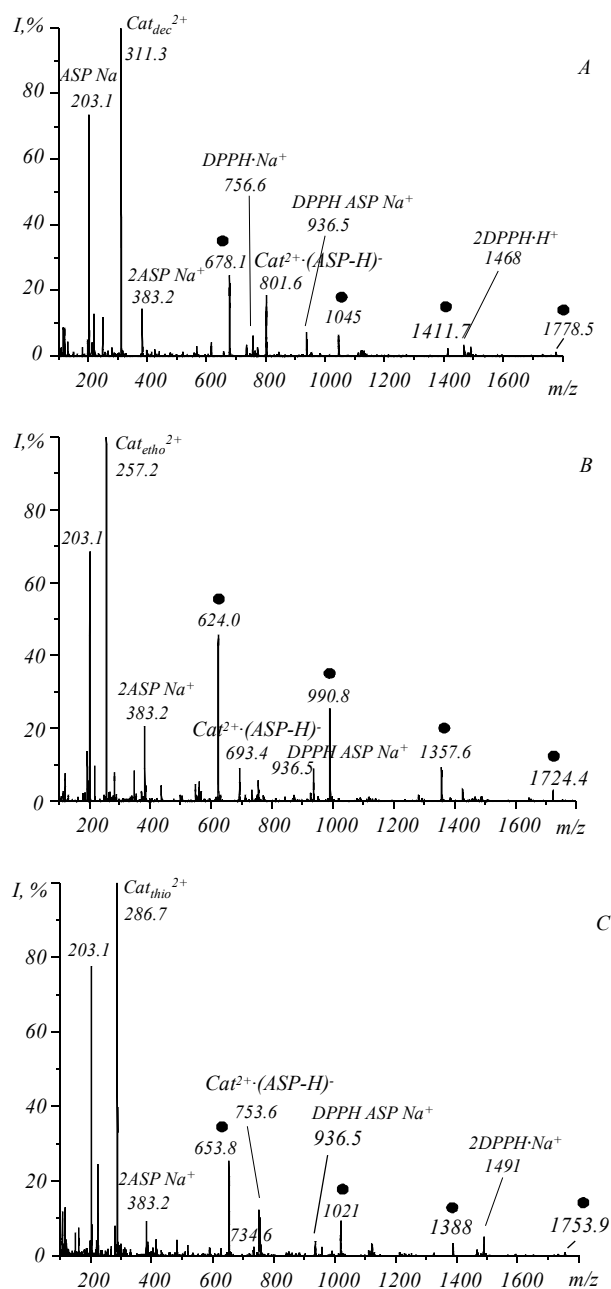 I,%
Cat_dec^2+
311.3
A
ASP Na
203.1
80
60
DPPH·Na+
756.6
DPPH ASP Na+
936.5
40
2ASP Na+
383.2
678.1
Cat^2+·(ASP-H)-
801.6
2DPPH·H+
1468
20
1045
1411.7
1778.5
0
200 400 600 800 1000 1200 1400 1600
m/z
I,%
Cat_etho^2+
257.2
B
80
203.1
60
624.0
40
2ASP Na+
383.2
990.8
Cat^2+·(ASP-H)-
693.4
DPPH ASP Na+
936.5
1357.6
20
1724.4
0
200 400 600 800 1000 1200 1400 1600
m/z
I, %
Cat_thio^2+
286.7
C
203.1
80
60
Cat^2+·(ASP-H)-
753.6
DPPH ASP Na+
936.5
40
653.8
2ASP Na+
383.2
2DPPH·Na+
1491
20
734.6
1021
1388
1753.9
0
200 400 600 800 1000 1200 1400 1600
m/z